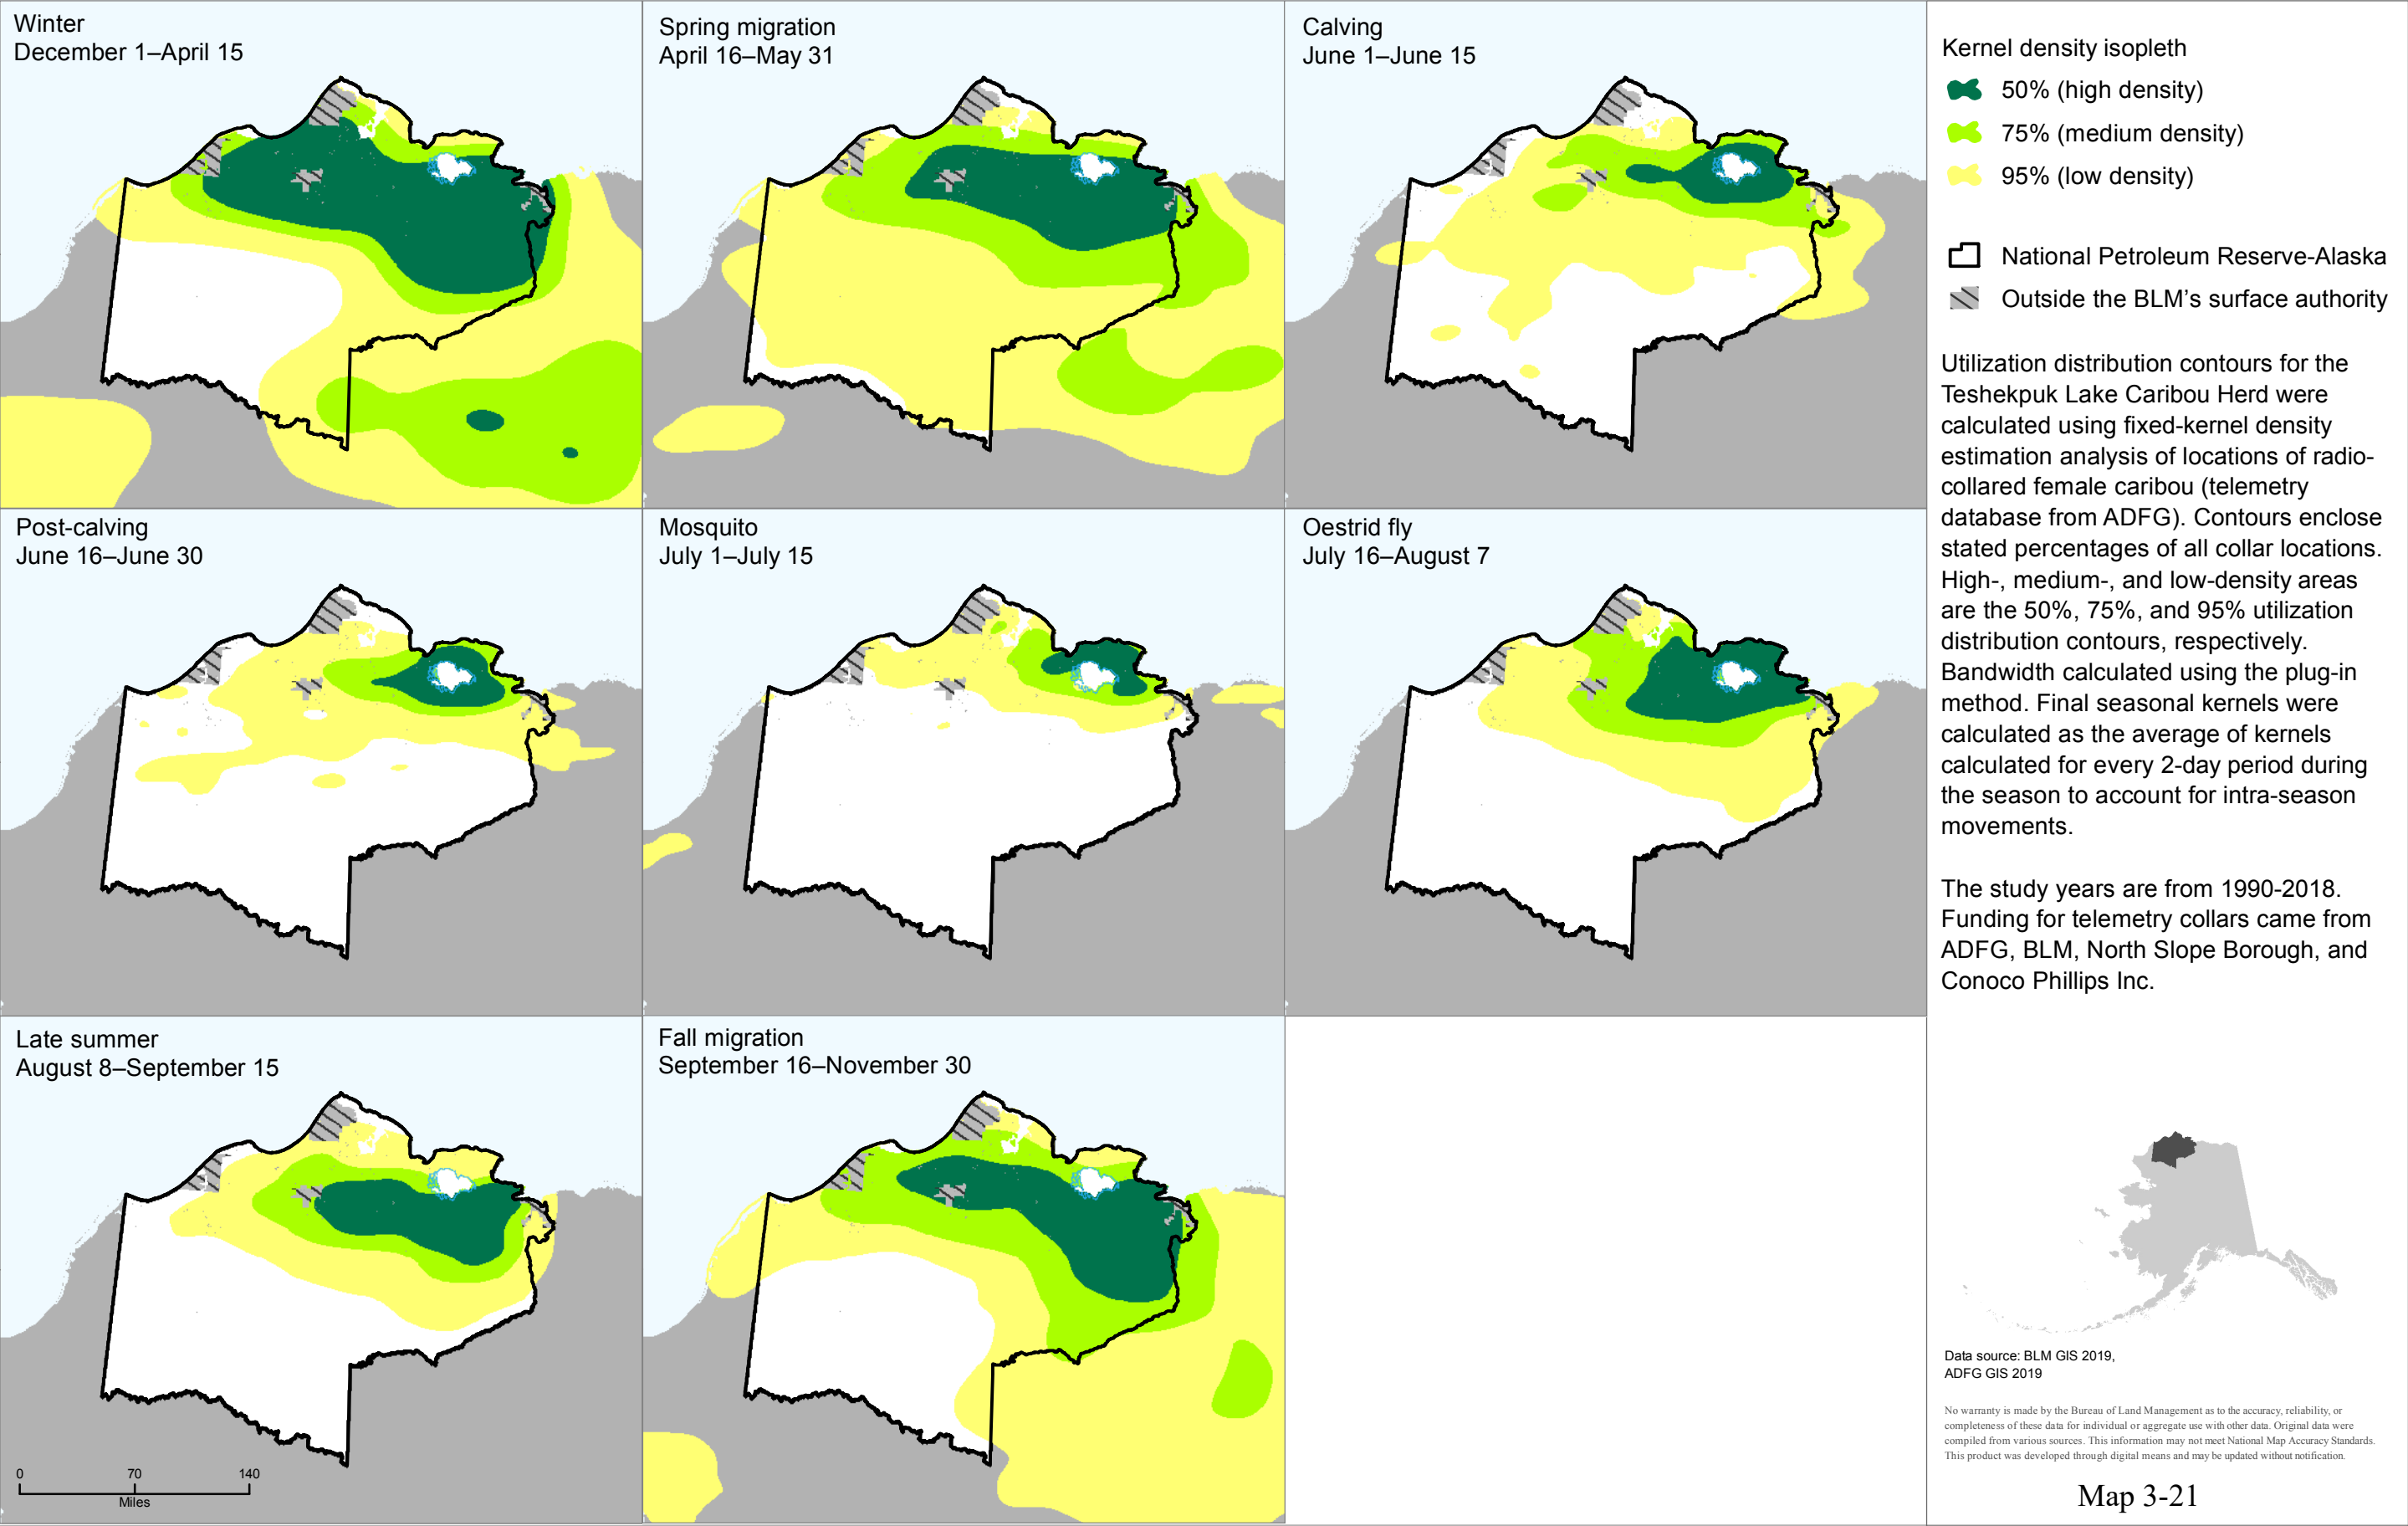 Winter
December 1–April 15
Spring migration
April 16–May 31
Calving
June 1–June 15
Post-calving
June 16–June 30
Mosquito
July 1–July 15
Oestrid fly
July 16–August 7
Late summer
August 8–September 15
Fall migration
September 16–November 30
0 70 140
Miles
Kernel density isopleth
50% (high density)
75% (medium density)
95% (low density)
National Petroleum Reserve-Alaska
Outside the BLM's surface authority
Utilization distribution contours for the
Teshekpuk Lake Caribou Herd were
calculated using fixed-kernel density
estimation analysis of locations of radio-
collared female caribou (telemetry
database from ADFG). Contours enclose
stated percentages of all collar locations.
High-, medium-, and low-density areas
are the 50%, 75%, and 95% utilization
distribution contours, respectively.
Bandwidth calculated using the plug-in
method. Final seasonal kernels were
calculated as the average of kernels
calculated for every 2-day period during
the season to account for intra-season
movements.
The study years are from 1990-2018.
Funding for telemetry collars came from
ADFG, BLM, North Slope Borough, and
Conoco Phillips Inc.
Data source: BLM GIS 2019,
ADFG GIS 2019
No warranty is made by the Bureau of Land Management as to the accuracy, reliability, or
completeness of these data for individual or aggregate use with other data. Original data were
compiled from various sources. This information may not meet National Map Accuracy Standards.
This product was developed through digital means and may be updated without notification.
Map 3-21